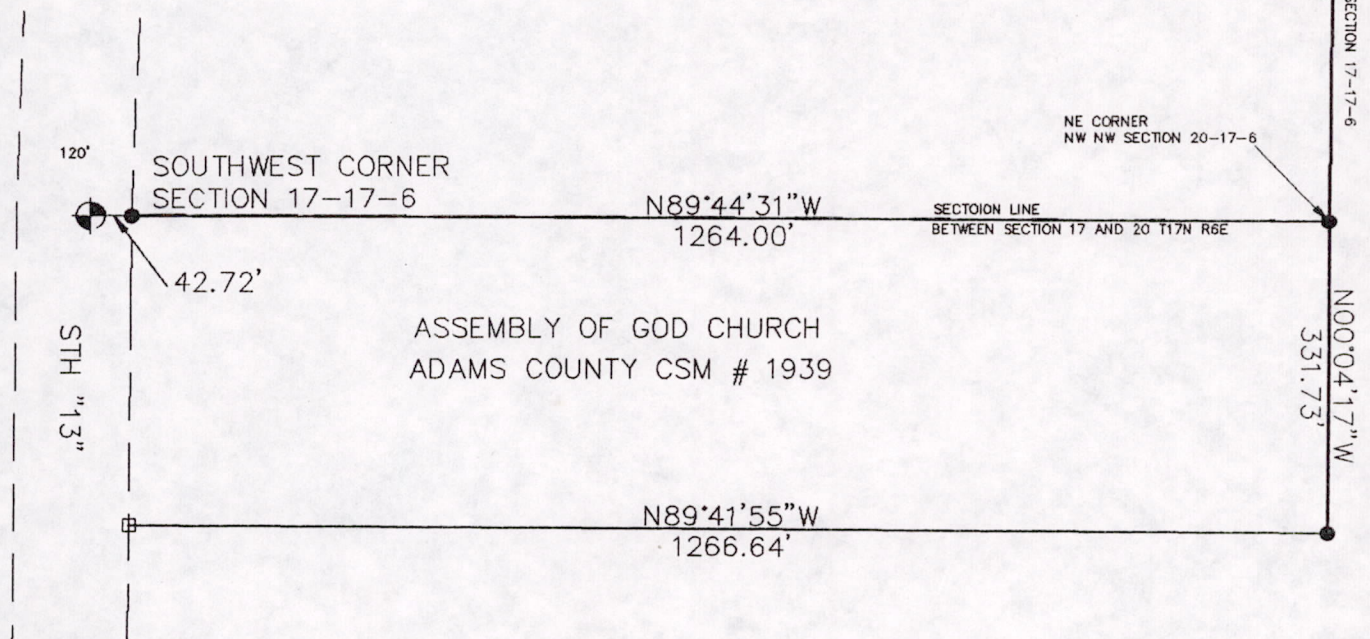 SECTION 17-17-6
NE CORNER
NW NW SECTION 20-17-6
120'
SOUTHWEST CORNER
SECTION 17-17-6
N89°44'31"W
1264.00'
SECTOION LINE
BETWEEN SECTION 17 AND 20 T17N R6E
42.72'
N00°04'17"W
331.73'
ASSEMBLY OF GOD CHURCH
ADAMS COUNTY CSM # 1939
STH "13"
N89°41'55"W
1266.64'